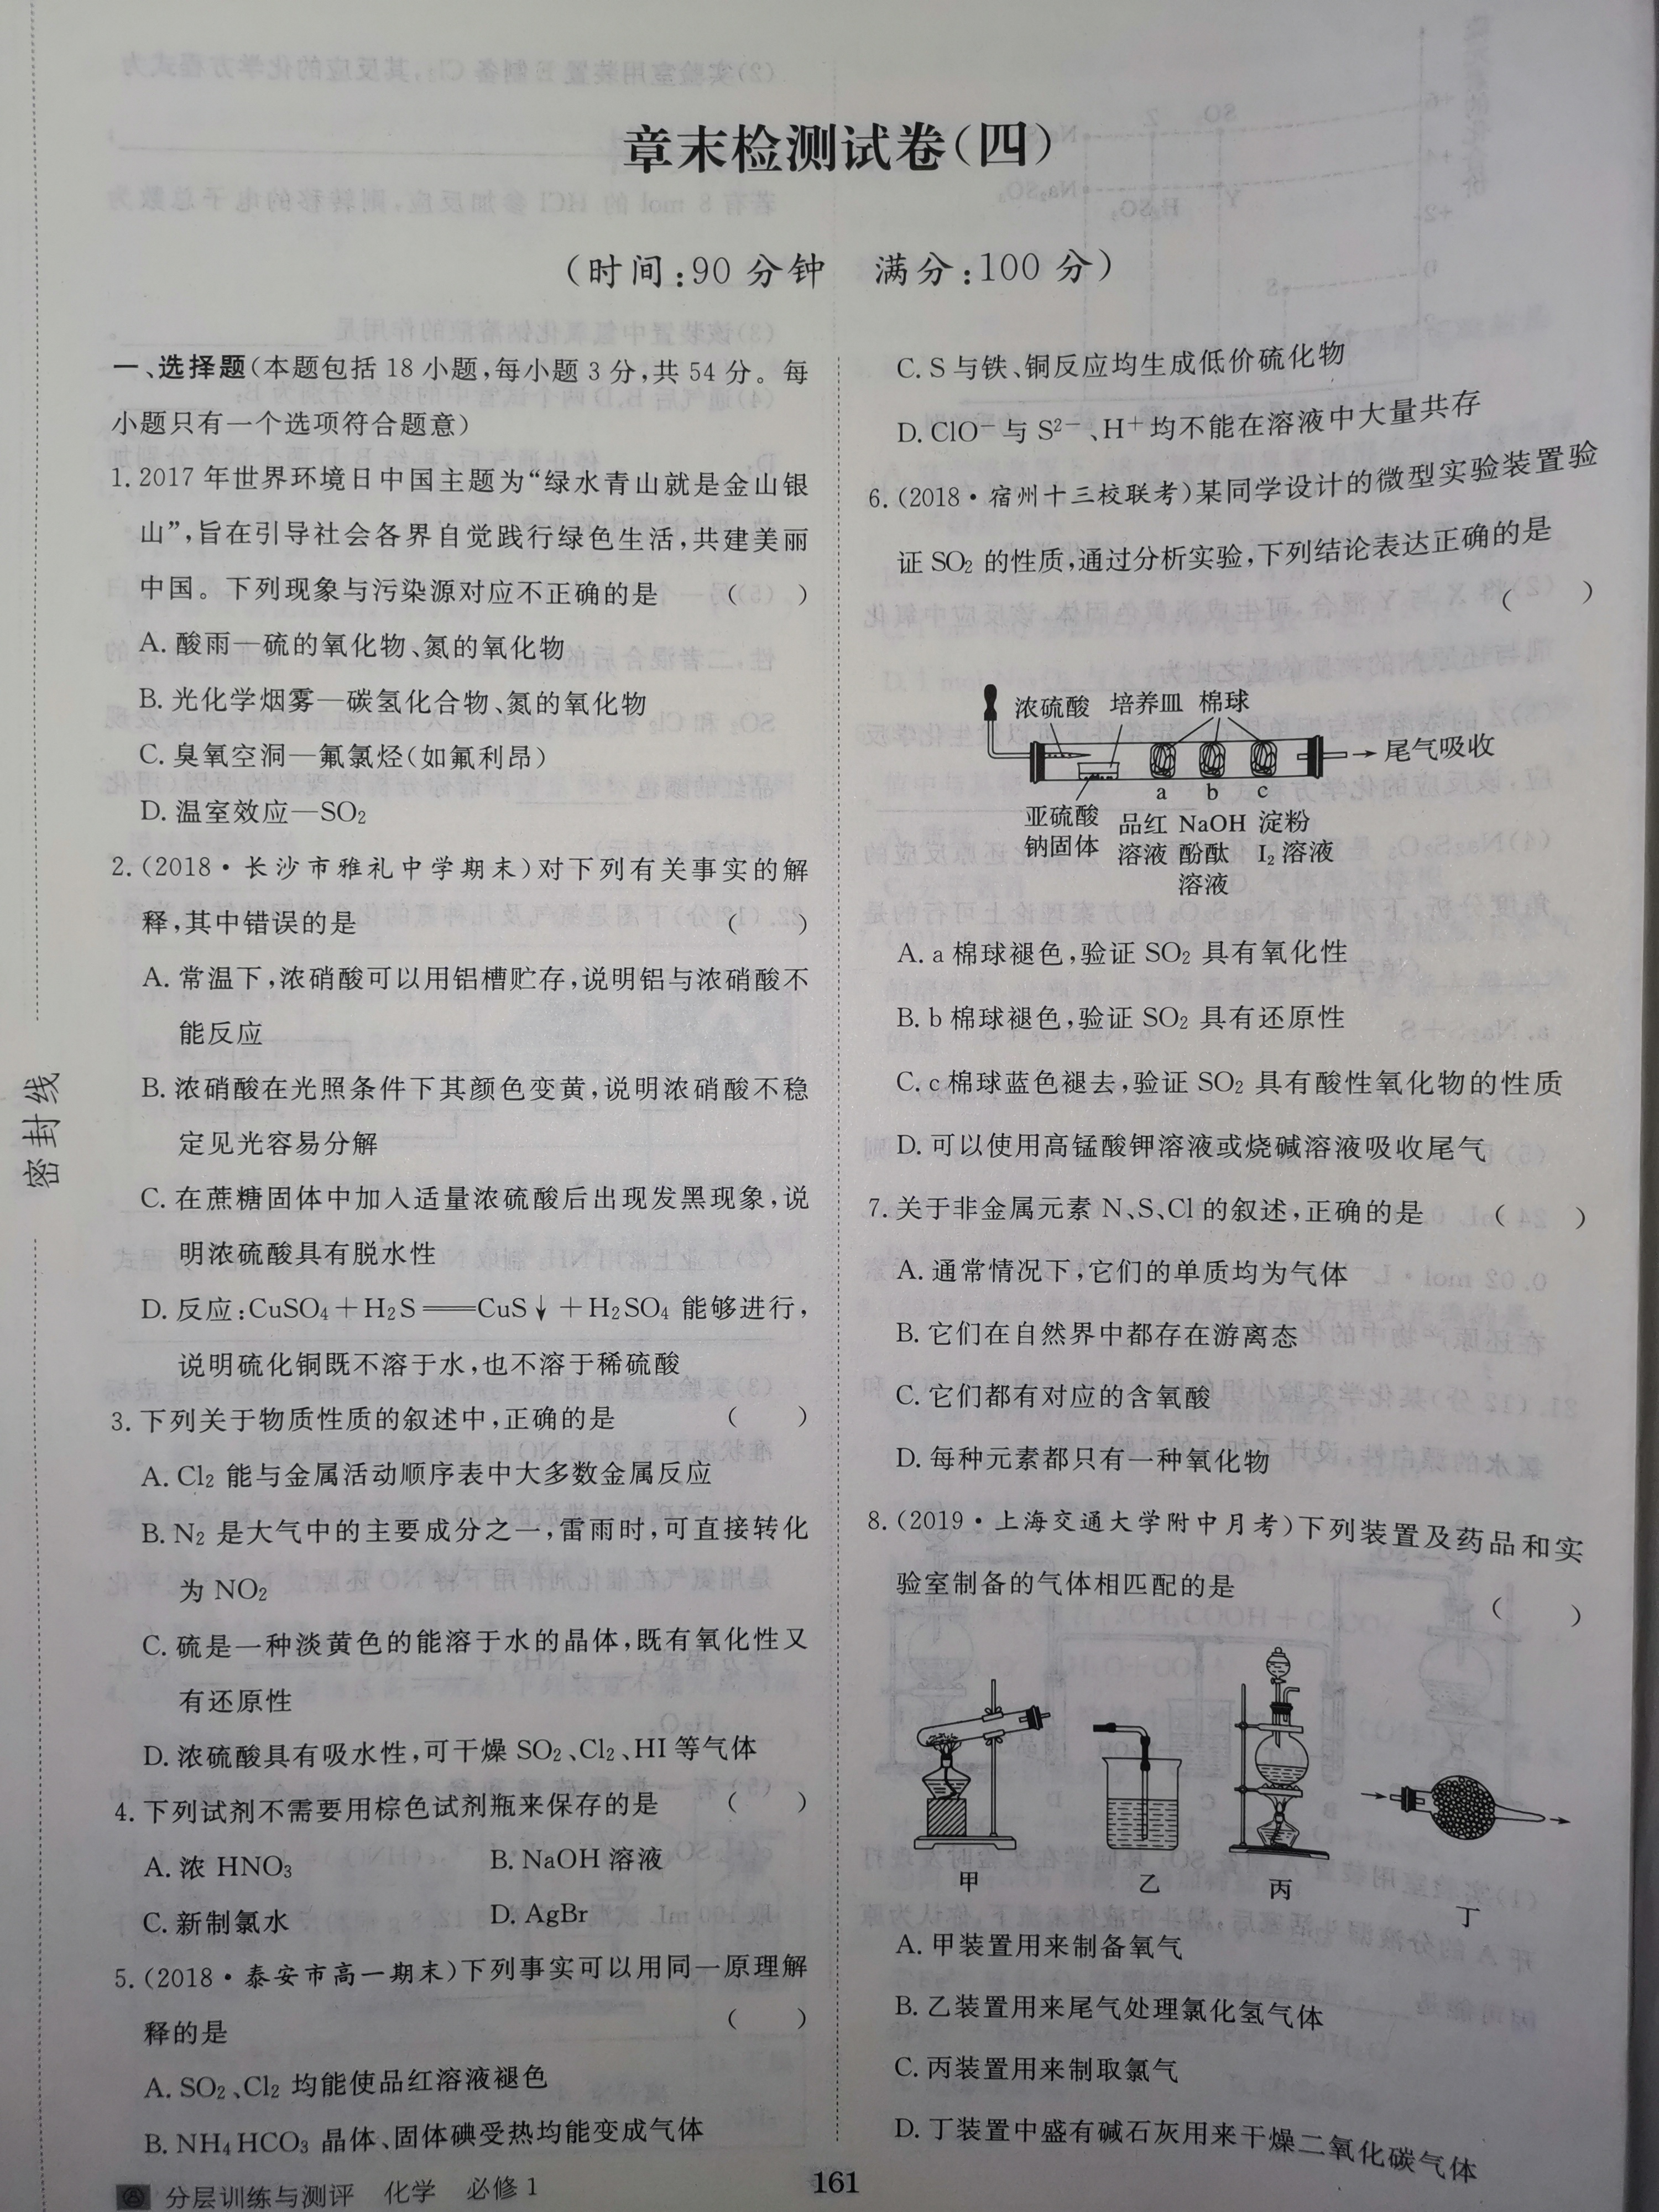 章末检测试卷(四)
(时间:90分钟 满分:100分)
一、选择题(本题包括18小题,每小题3分,共54分。每
小题只有一个选项符合题意)
1. 2017年世界环境日中国主题为“绿水青山就是金山银
山”,旨在引导社会各界自觉践行绿色生活,共建美丽
中国。下列现象与污染源对应不正确的是 ( )
A. 酸雨—硫的氧化物、氮的氧化物
B. 光化学烟雾—碳氢化合物、氮的氧化物
C. 臭氧空洞—氟氯烃(如氟利昂)
D. 温室效应—SO₂
2. (2018·长沙市雅礼中学期末)对下列有关事实的解
释,其中错误的是 ( )
A. 常温下,浓硝酸可以用铝槽贮存,说明铝与浓硝酸不
能反应
B. 浓硝酸在光照条件下其颜色变黄,说明浓硝酸不稳
定见光容易分解
C. 在蔗糖固体中加入适量浓硫酸后出现发黑现象,说
明浓硫酸具有脱水性
D. 反应:CuSO₄+H₂S══CuS↓+H₂SO₄ 能够进行,
说明硫化铜既不溶于水,也不溶于稀硫酸
3. 下列关于物质性质的叙述中,正确的是 ( )
A. Cl₂ 能与金属活动顺序表中大多数金属反应
B. N₂ 是大气中的主要成分之一,雷雨时,可直接转化
为 NO₂
C. 硫是一种淡黄色的能溶于水的晶体,既有氧化性又
有还原性
D. 浓硫酸具有吸水性,可干燥 SO₂、Cl₂、HI 等气体
4. 下列试剂不需要用棕色试剂瓶来保存的是 ( )
A. 浓 HNO₃ B. NaOH 溶液
C. 新制氯水 D. AgBr
5. (2018·泰安市高一期末)下列事实可以用同一原理解
释的是 ( )
A. SO₂、Cl₂ 均能使品红溶液褪色
B. NH₄HCO₃ 晶体、固体碘受热均能变成气体
C. S 与铁、铜反应均生成低价硫化物
D. ClO⁻ 与 S²⁻、H⁺ 均不能在溶液中大量共存
6. (2018·宿州十三校联考)某同学设计的微型实验装置验
证 SO₂ 的性质,通过分析实验,下列结论表达正确的是
( )
浓硫酸 培养皿 棉球
尾气吸收
a b c
亚硫酸 品红 NaOH 淀粉
钠固体 溶液 酚酞 I₂溶液
溶液
A. a 棉球褪色,验证 SO₂ 具有氧化性
B. b 棉球褪色,验证 SO₂ 具有还原性
C. c 棉球蓝色褪去,验证 SO₂ 具有酸性氧化物的性质
D. 可以使用高锰酸钾溶液或烧碱溶液吸收尾气
7. 关于非金属元素 N、S、Cl 的叙述,正确的是 ( )
A. 通常情况下,它们的单质均为气体
B. 它们在自然界中都存在游离态
C. 它们都有对应的含氧酸
D. 每种元素都只有一种氧化物
8. (2019·上海交通大学附中月考)下列装置及药品和实
验室制备的气体相匹配的是
( )
甲 乙 丙 丁
A. 甲装置用来制备氧气
B. 乙装置用来尾气处理氯化氢气体
C. 丙装置用来制取氯气
D. 丁装置中盛有碱石灰用来干燥二氧化碳气体
密封线
A 分层训练与测评 化学 必修1
161